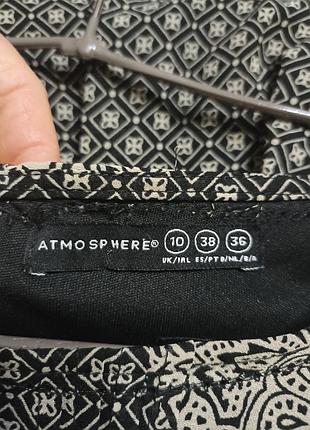 ATMOSPHERE® 10 38 36
UK/IRL ES/PT D/NL/B/A